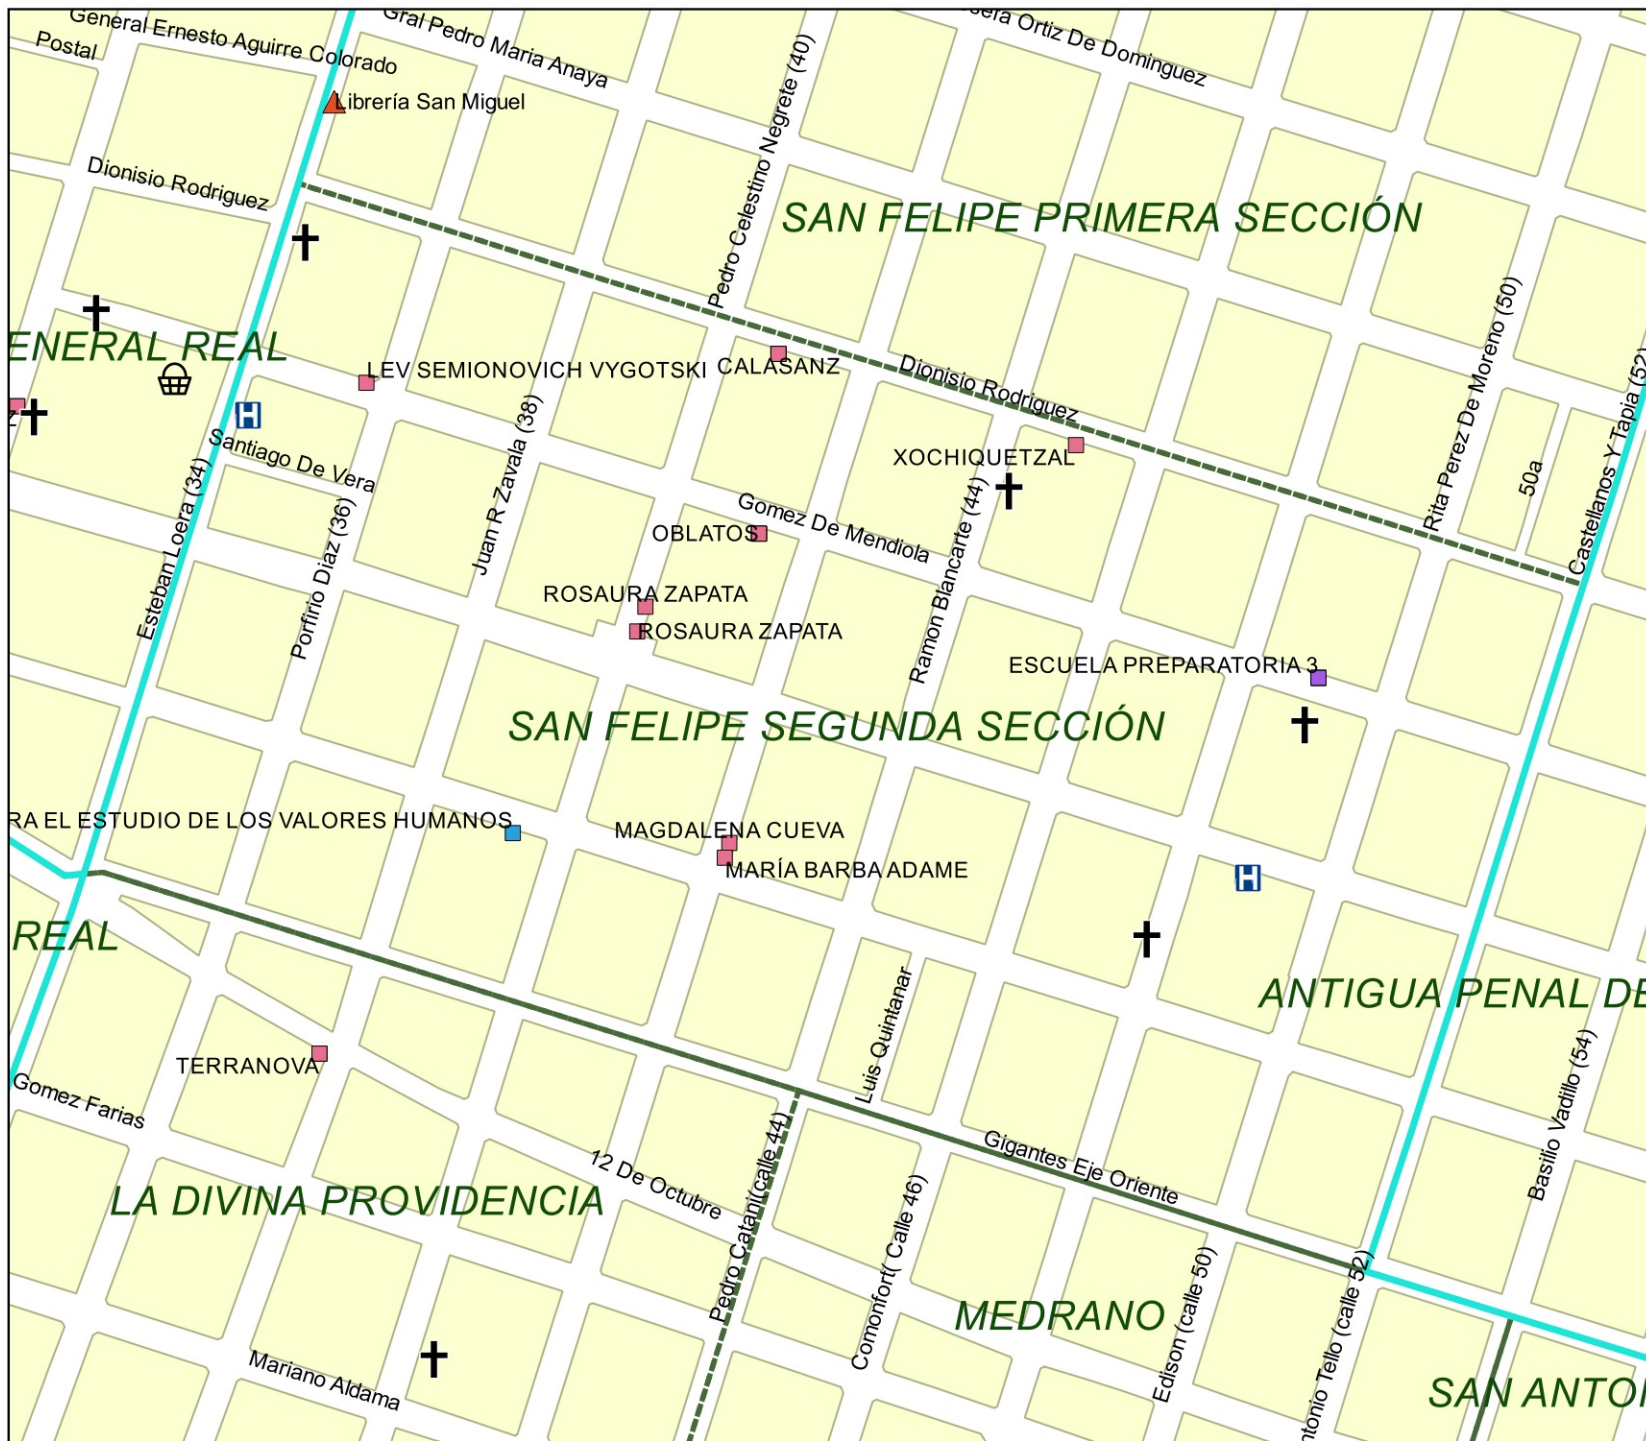 General Ernesto Aguirre Colorado
Gral Pedro Maria Anaya
Ortiz De Dominguez
Postal
Librería San Miguel
Pedro Celestino Negrete (40)
Dionisio Rodriguez
SAN FELIPE PRIMERA SECCIÓN
ENERAL REAL
LEV SEMIONOVICH VYGOTSKI
CALASANZ
Dionisio Rodriguez
Rita Perez De Moreno (50)
Castellanos Y Tapia (52)
50a
Z
Santiago De Vera
Juan R Zavala (38)
XOCHIQUETZAL
Esteban Loera (34)
Porfirio Diaz (36)
OBLATOS
Gomez De Mendiola
Ramon Blancarte (44)
ROSAURA ZAPATA
ROSAURA ZAPATA
ESCUELA PREPARATORIA 3
SAN FELIPE SEGUNDA SECCIÓN
RA EL ESTUDIO DE LOS VALORES HUMANOS
MAGDALENA CUEVA
MARÍA BARBA ADAME
H
H
REAL
ANTIGUA PENAL DE
Luis Quintanar
TERRANOVA
Gomez Farias
Basilio Vadillo (54)
Gigantes Eje Oriente
12 De Octubre
Pedro Catani(calle 44)
LA DIVINA PROVIDENCIA
Comonfort( Calle 46)
Edison (calle 50)
ntonio Tello (calle 52)
MEDRANO
Mariano Aldama
SAN ANTO